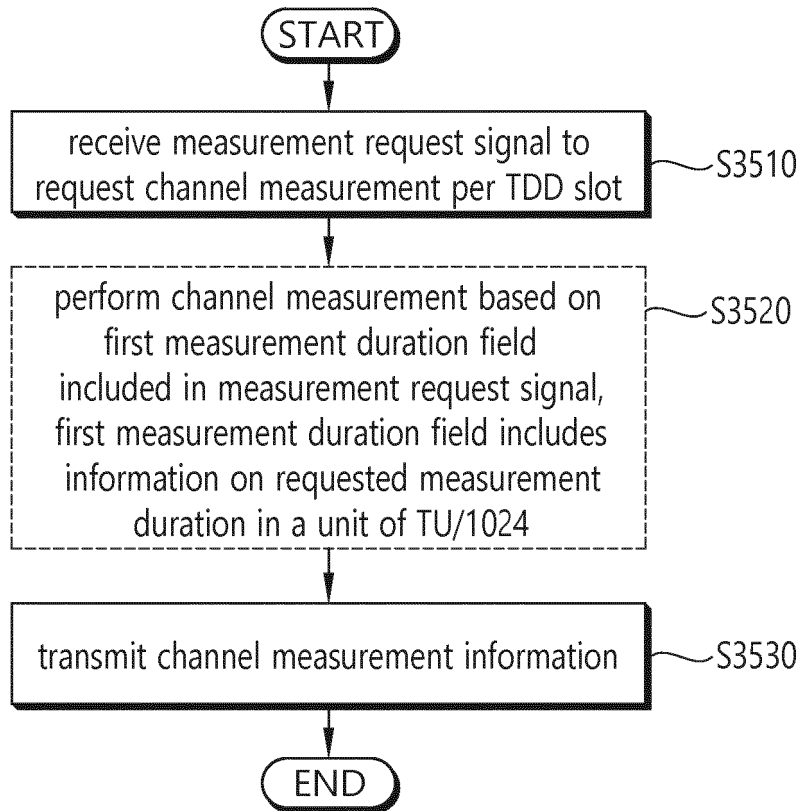 START
receive measurement request signal to
request channel measurement per TDD slot
S3510
perform channel measurement based on
first measurement duration field
included in measurement request signal,
first measurement duration field includes
information on requested measurement
duration in a unit of TU/1024
S3520
transmit channel measurement information
S3530
END